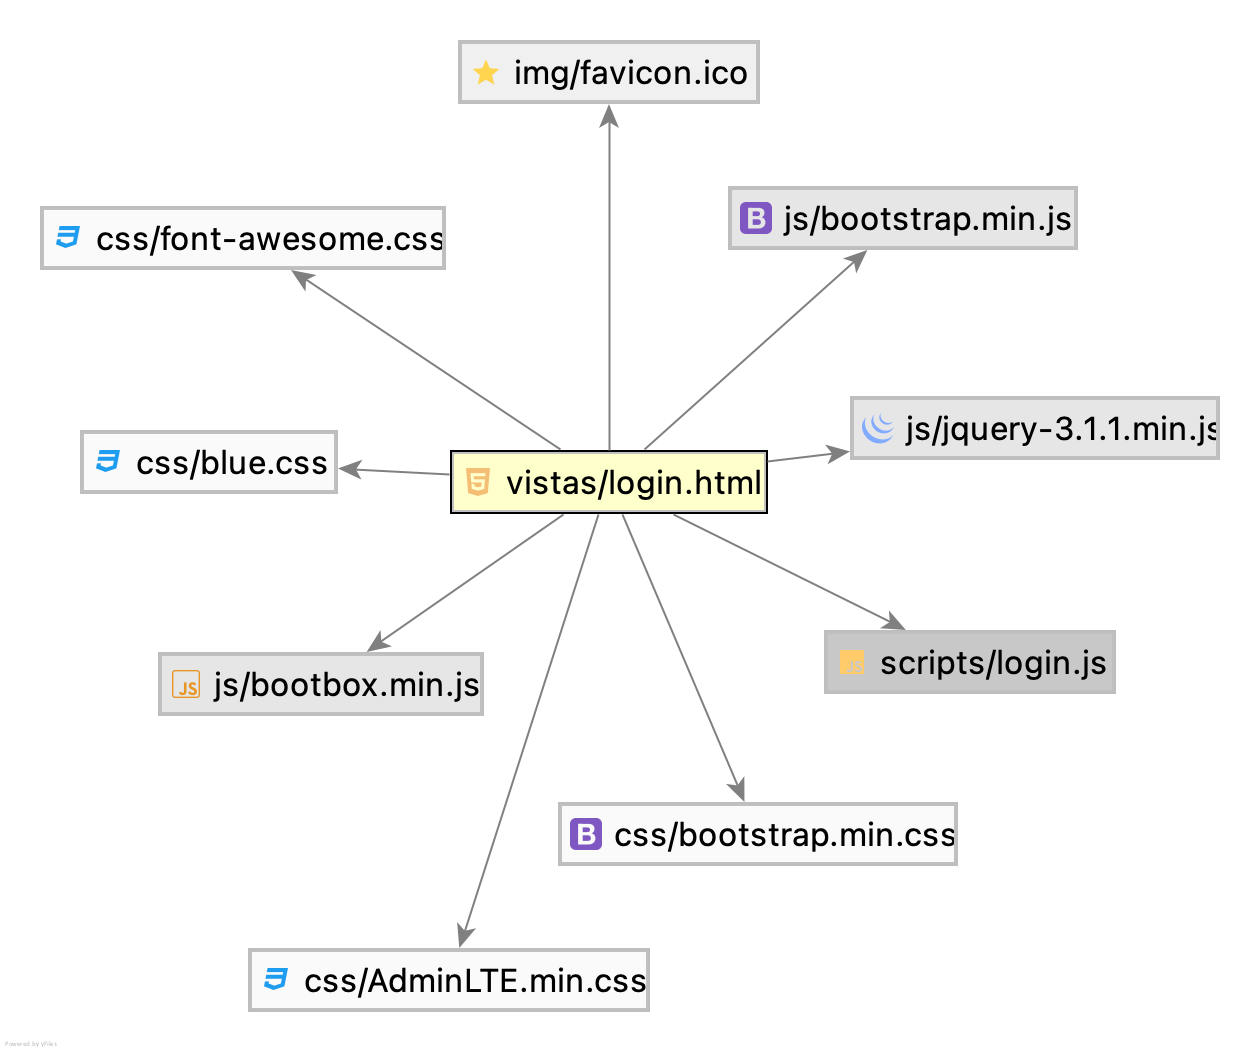 img/favicon.ico
js/bootstrap.min.js
css/font-awesome.css
js/jquery-3.1.1.min.js
css/blue.css
vistas/login.html
scripts/login.js
js/bootbox.min.js
css/bootstrap.min.css
css/AdminLTE.min.css
Powered by yFiles